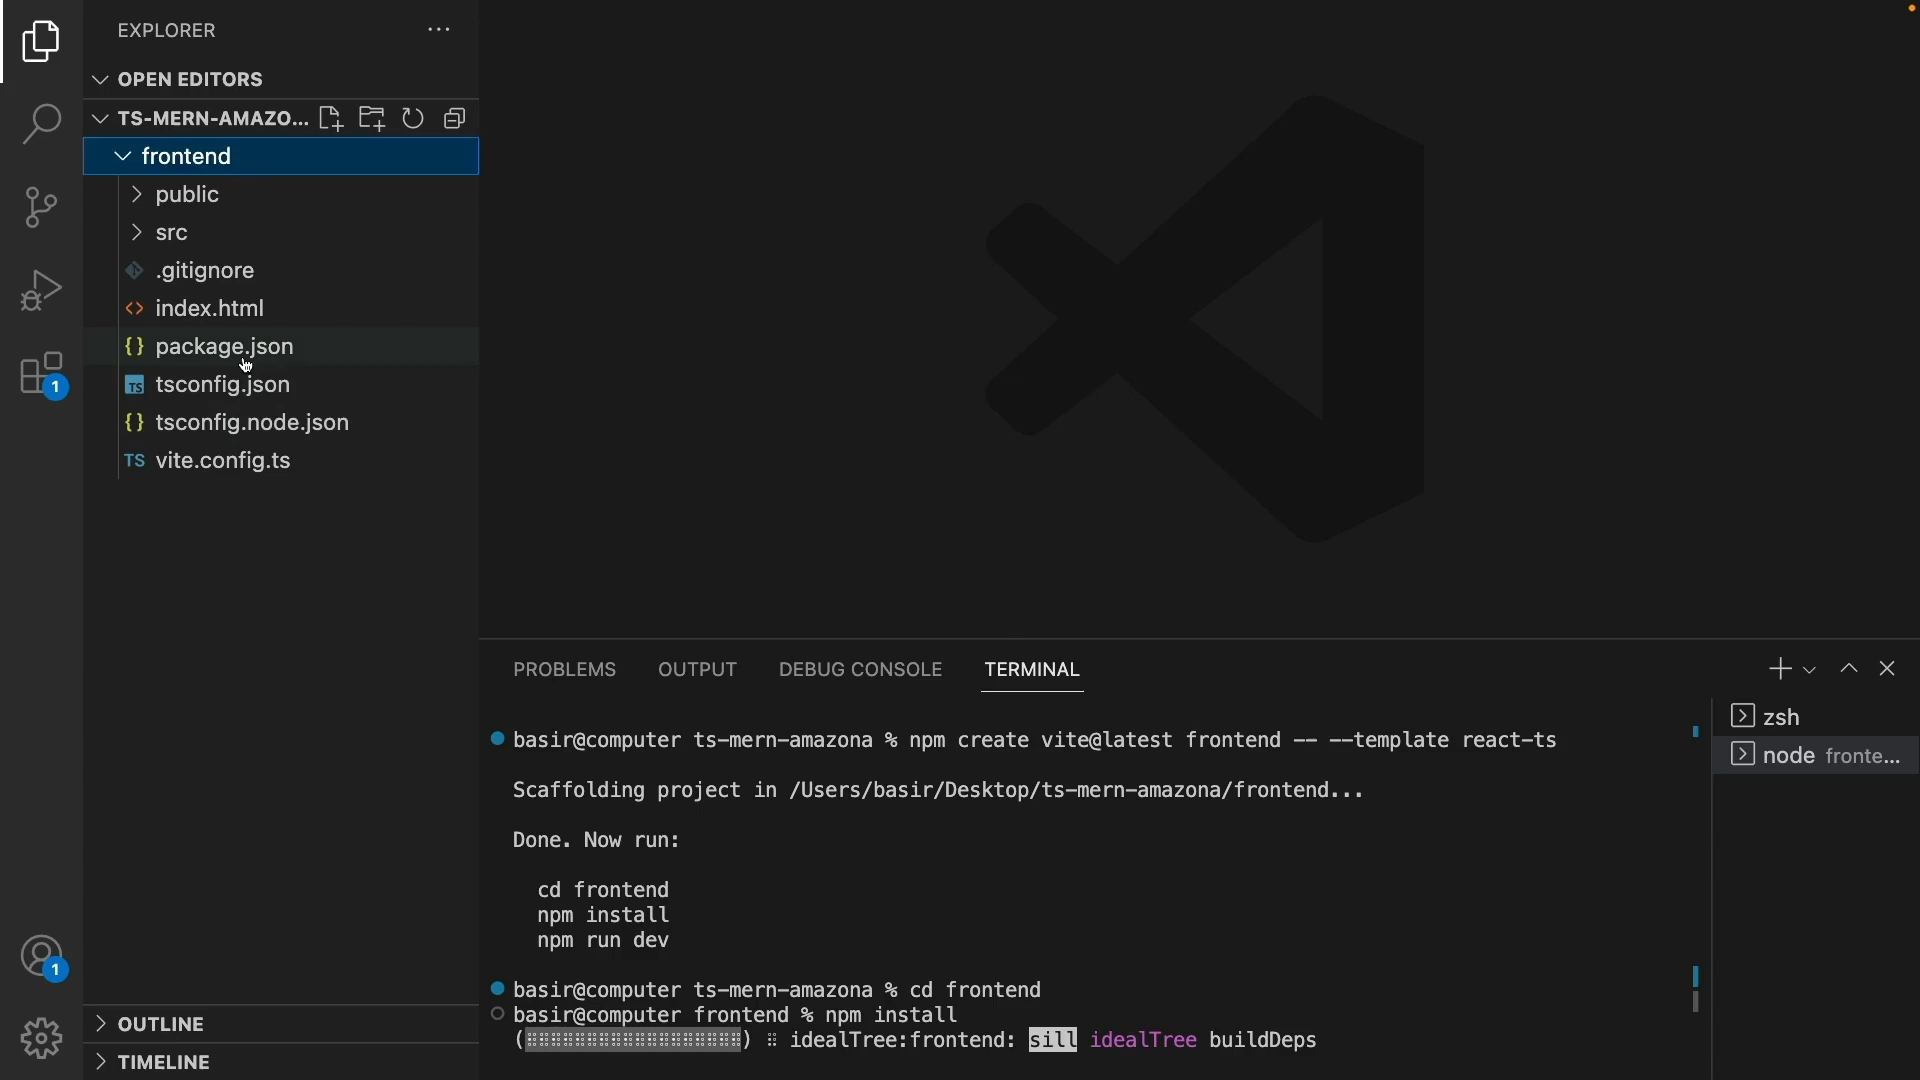 EXPLORER
OPEN EDITORS
TS-MERN-AMAZO...
frontend
public
src
.gitignore
index.html
{} package.json
TS tsconfig.json
{} tsconfig.node.json
TS vite.config.ts
1
1
OUTLINE
TIMELINE
PROBLEMS OUTPUT DEBUG CONSOLE TERMINAL
basir@computer ts-mern-amazona % npm create vite@latest frontend -- --template react-ts
Scaffolding project in /Users/basir/Desktop/ts-mern-amazona/frontend...
Done. Now run:
cd frontend
npm install
npm run dev
basir@computer ts-mern-amazona % cd frontend
basir@computer frontend % npm install
(⠿⠿⠿⠿⠿⠿⠿⠿⠿⠿⠿⠿⠿⠿⠿⠿⠿⠿) ⠿ idealTree:frontend: sill idealTree buildDeps
zsh
node fronte...